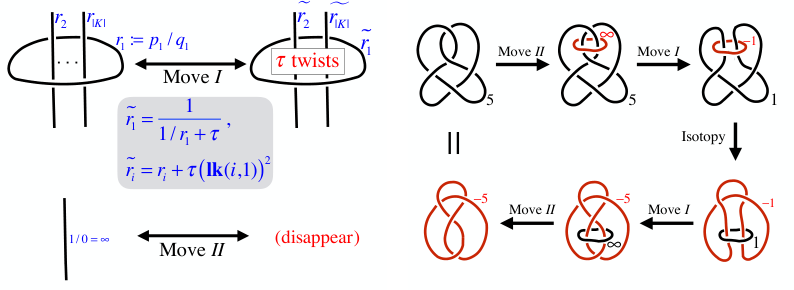 r₂ r|K| r̃₂ r̃|K|
r₁ := p₁ / q₁ r̃₁
... τ twists
Move I
r̃₁ = 1 / (1/r₁ + τ) ,
r̃ᵢ = rᵢ + τ(lk(i,1))²
1/0 = ∞ (disappear)
Move II
Move II Move I
∞ −1
5 5 1
Isotopy
||
−5 Move II −5 Move I −1
∞ 1